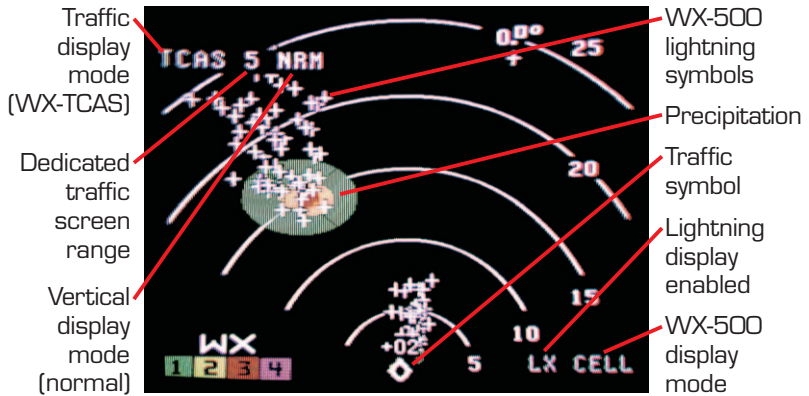 Traffic
display
mode
(WX-TCAS)
Dedicated
traffic
screen
range
Vertical
display
mode
(normal)
TCAS 5 NRM
0.0°
25
20
15
10
5
+02
WX
1 2 3 4
LX CELL
WX-500
lightning
symbols
Precipitation
Traffic
symbol
Lightning
display
enabled
WX-500
display
mode